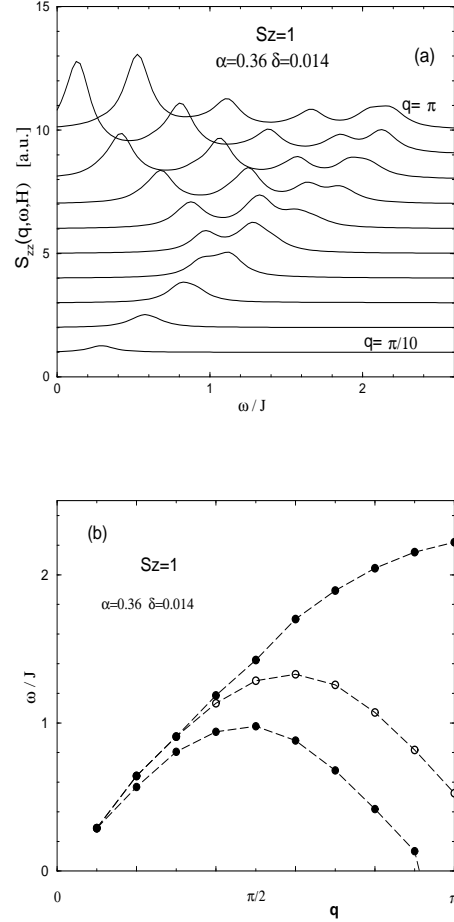 Sz=1
(a)
α=0.36 δ=0.014
q= π
q= π/10
15
10
5
0
S_zz(q,ω,H) [a.u.]
0 1 2
ω / J
(b)
Sz=1
α=0.36 δ=0.014
2
1
0
ω / J
0 π/2 π
q